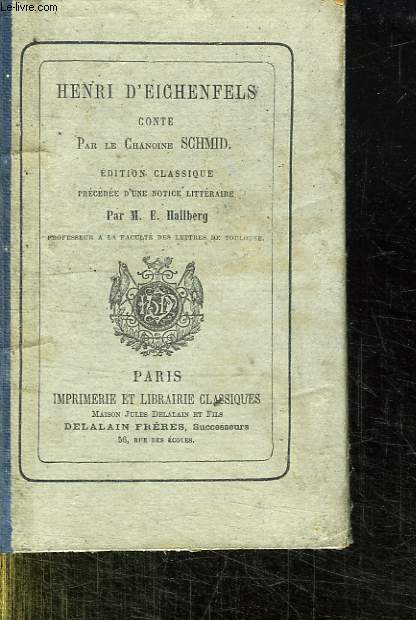 LE-LIVRE.COM
HENRI D'EICHENFELS
CONTE
PAR LE CHANOINE SCHMID.
ÉDITION CLASSIQUE
PRÉCÉDÉE D'UNE NOTICE LITTÉRAIRE
Par M. E. Hallberg
PROFESSEUR A LA FACULTÉ DES LETTRES DE TOULOUSE.
PARIS
IMPRIMERIE ET LIBRAIRIE CLASSIQUES
MAISON JULES DELALAIN ET FILS
DELALAIN FRÈRES, Successeurs
56, RUE DES ÉCOLES.